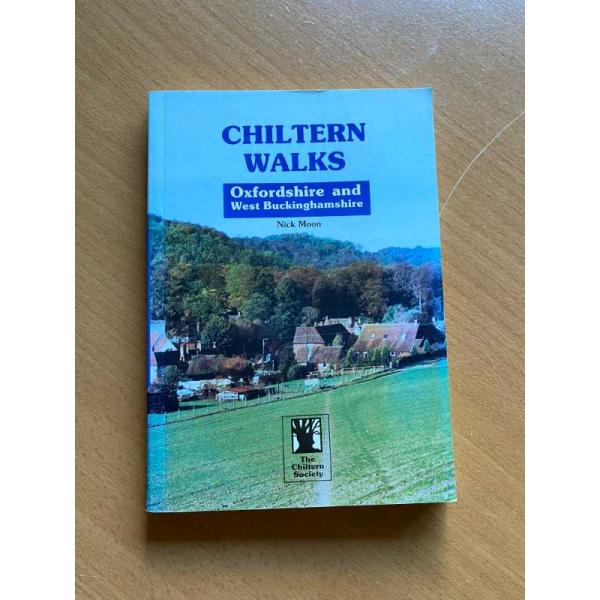 CHILTERN
WALKS
Oxfordshire and
West Buckinghamshire
Nick Moon
The
Chiltern
Society